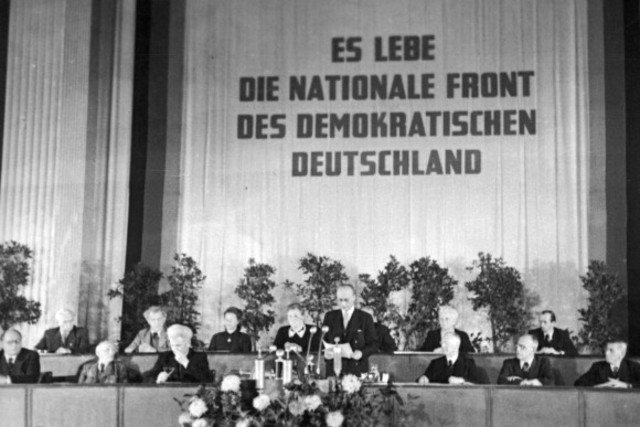 ES LEBE
DIE NATIONALE FRONT
DES DEMOKRATISCHEN
DEUTSCHLAND